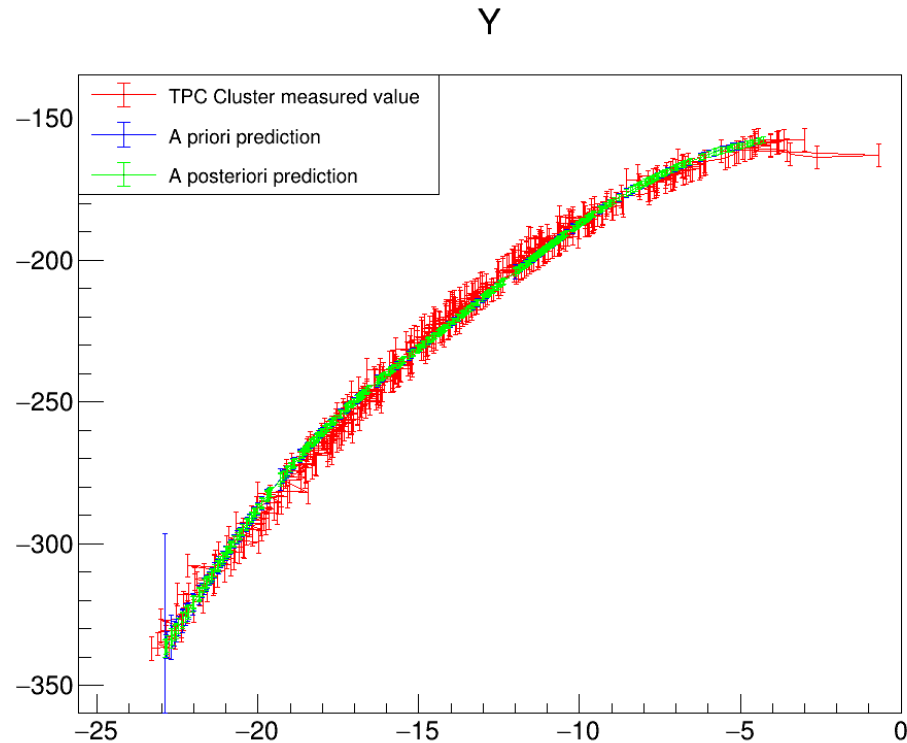 Y
TPC Cluster measured value
A priori prediction
A posteriori prediction
−150
−200
−250
−300
−350
−25 −20 −15 −10 −5 0